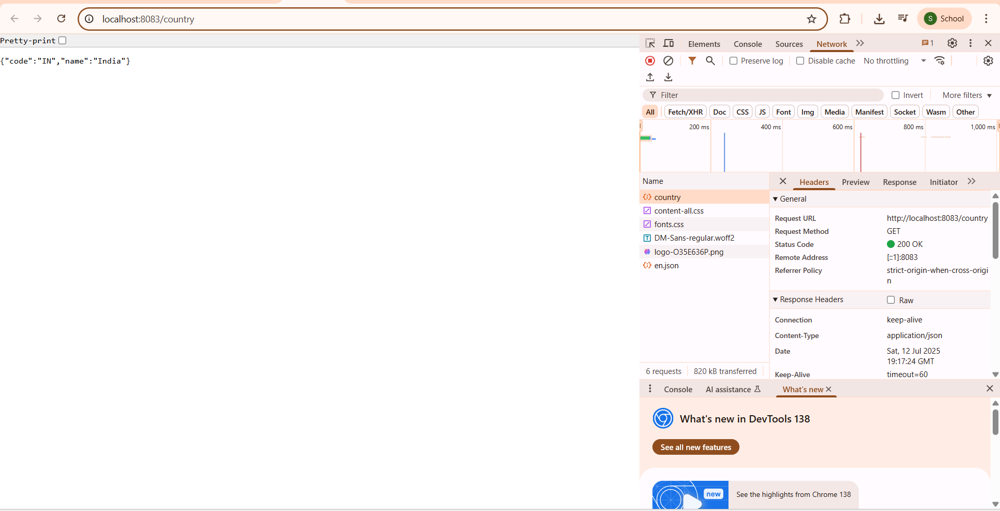 localhost:8083/country
S School
Pretty-print
{"code":"IN","name":"India"}
Elements Console Sources Network 1
Preserve log Disable cache No throttling
Filter Invert More filters
All Fetch/XHR Doc CSS JS Font Img Media Manifest Socket Wasm Other
200 ms 400 ms 600 ms 800 ms 1,000 ms
Name
country
content-all.css
fonts.css
DM-Sans-regular.woff2
logo-O35E636P.png
en.json
6 requests 820 kB transferred
Headers Preview Response Initiator
General
Request URL http://localhost:8083/country
Request Method GET
Status Code 200 OK
Remote Address [::1]:8083
Referrer Policy strict-origin-when-cross-origi
n
Response Headers Raw
Connection keep-alive
Content-Type application/json
Date Sat, 12 Jul 2025
19:17:24 GMT
Keep-Alive timeout=60
Console AI assistance What's new
What's new in DevTools 138
See all new features
new
See the highlights from Chrome 138